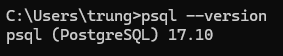 C:\Users\trung>psql --version
psql (PostgreSQL) 17.10